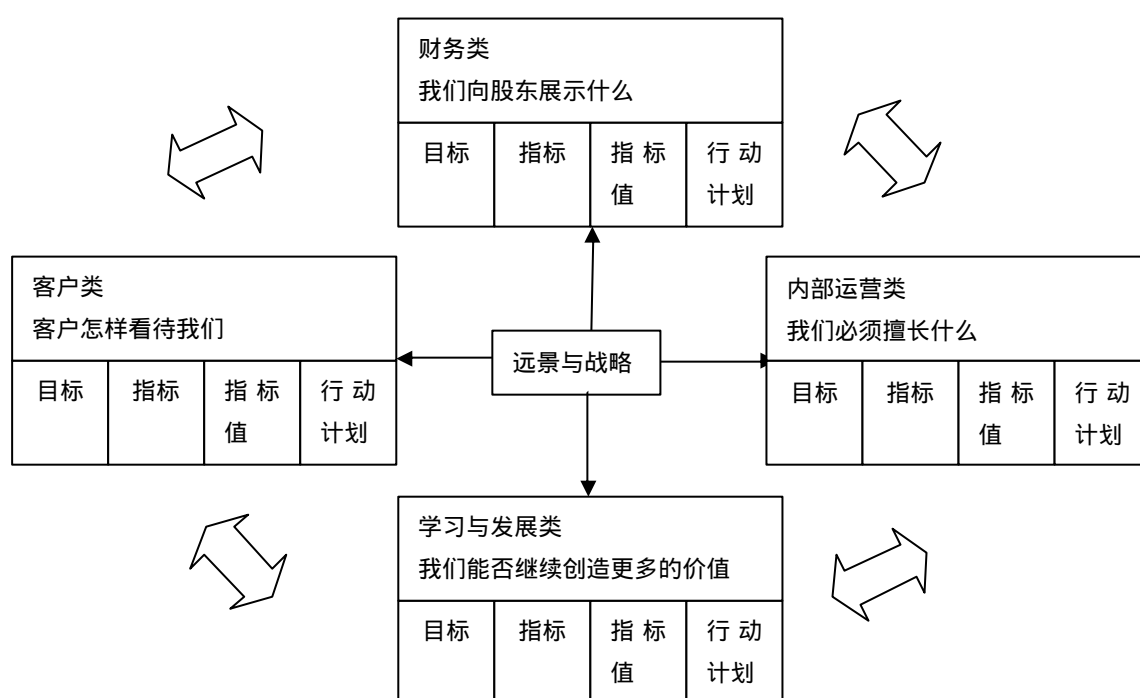 财务类
我们向股东展示什么
目标 指标 指 标 行 动
值 计划
客户类
客户怎样看待我们
目标 指标 指 标 行 动
值 计划
远景与战略
内部运营类
我们必须擅长什么
目标 指标 指 标 行 动
值 计划
学习与发展类
我们能否继续创造更多的价值
目标 指标 指 标 行 动
值 计划